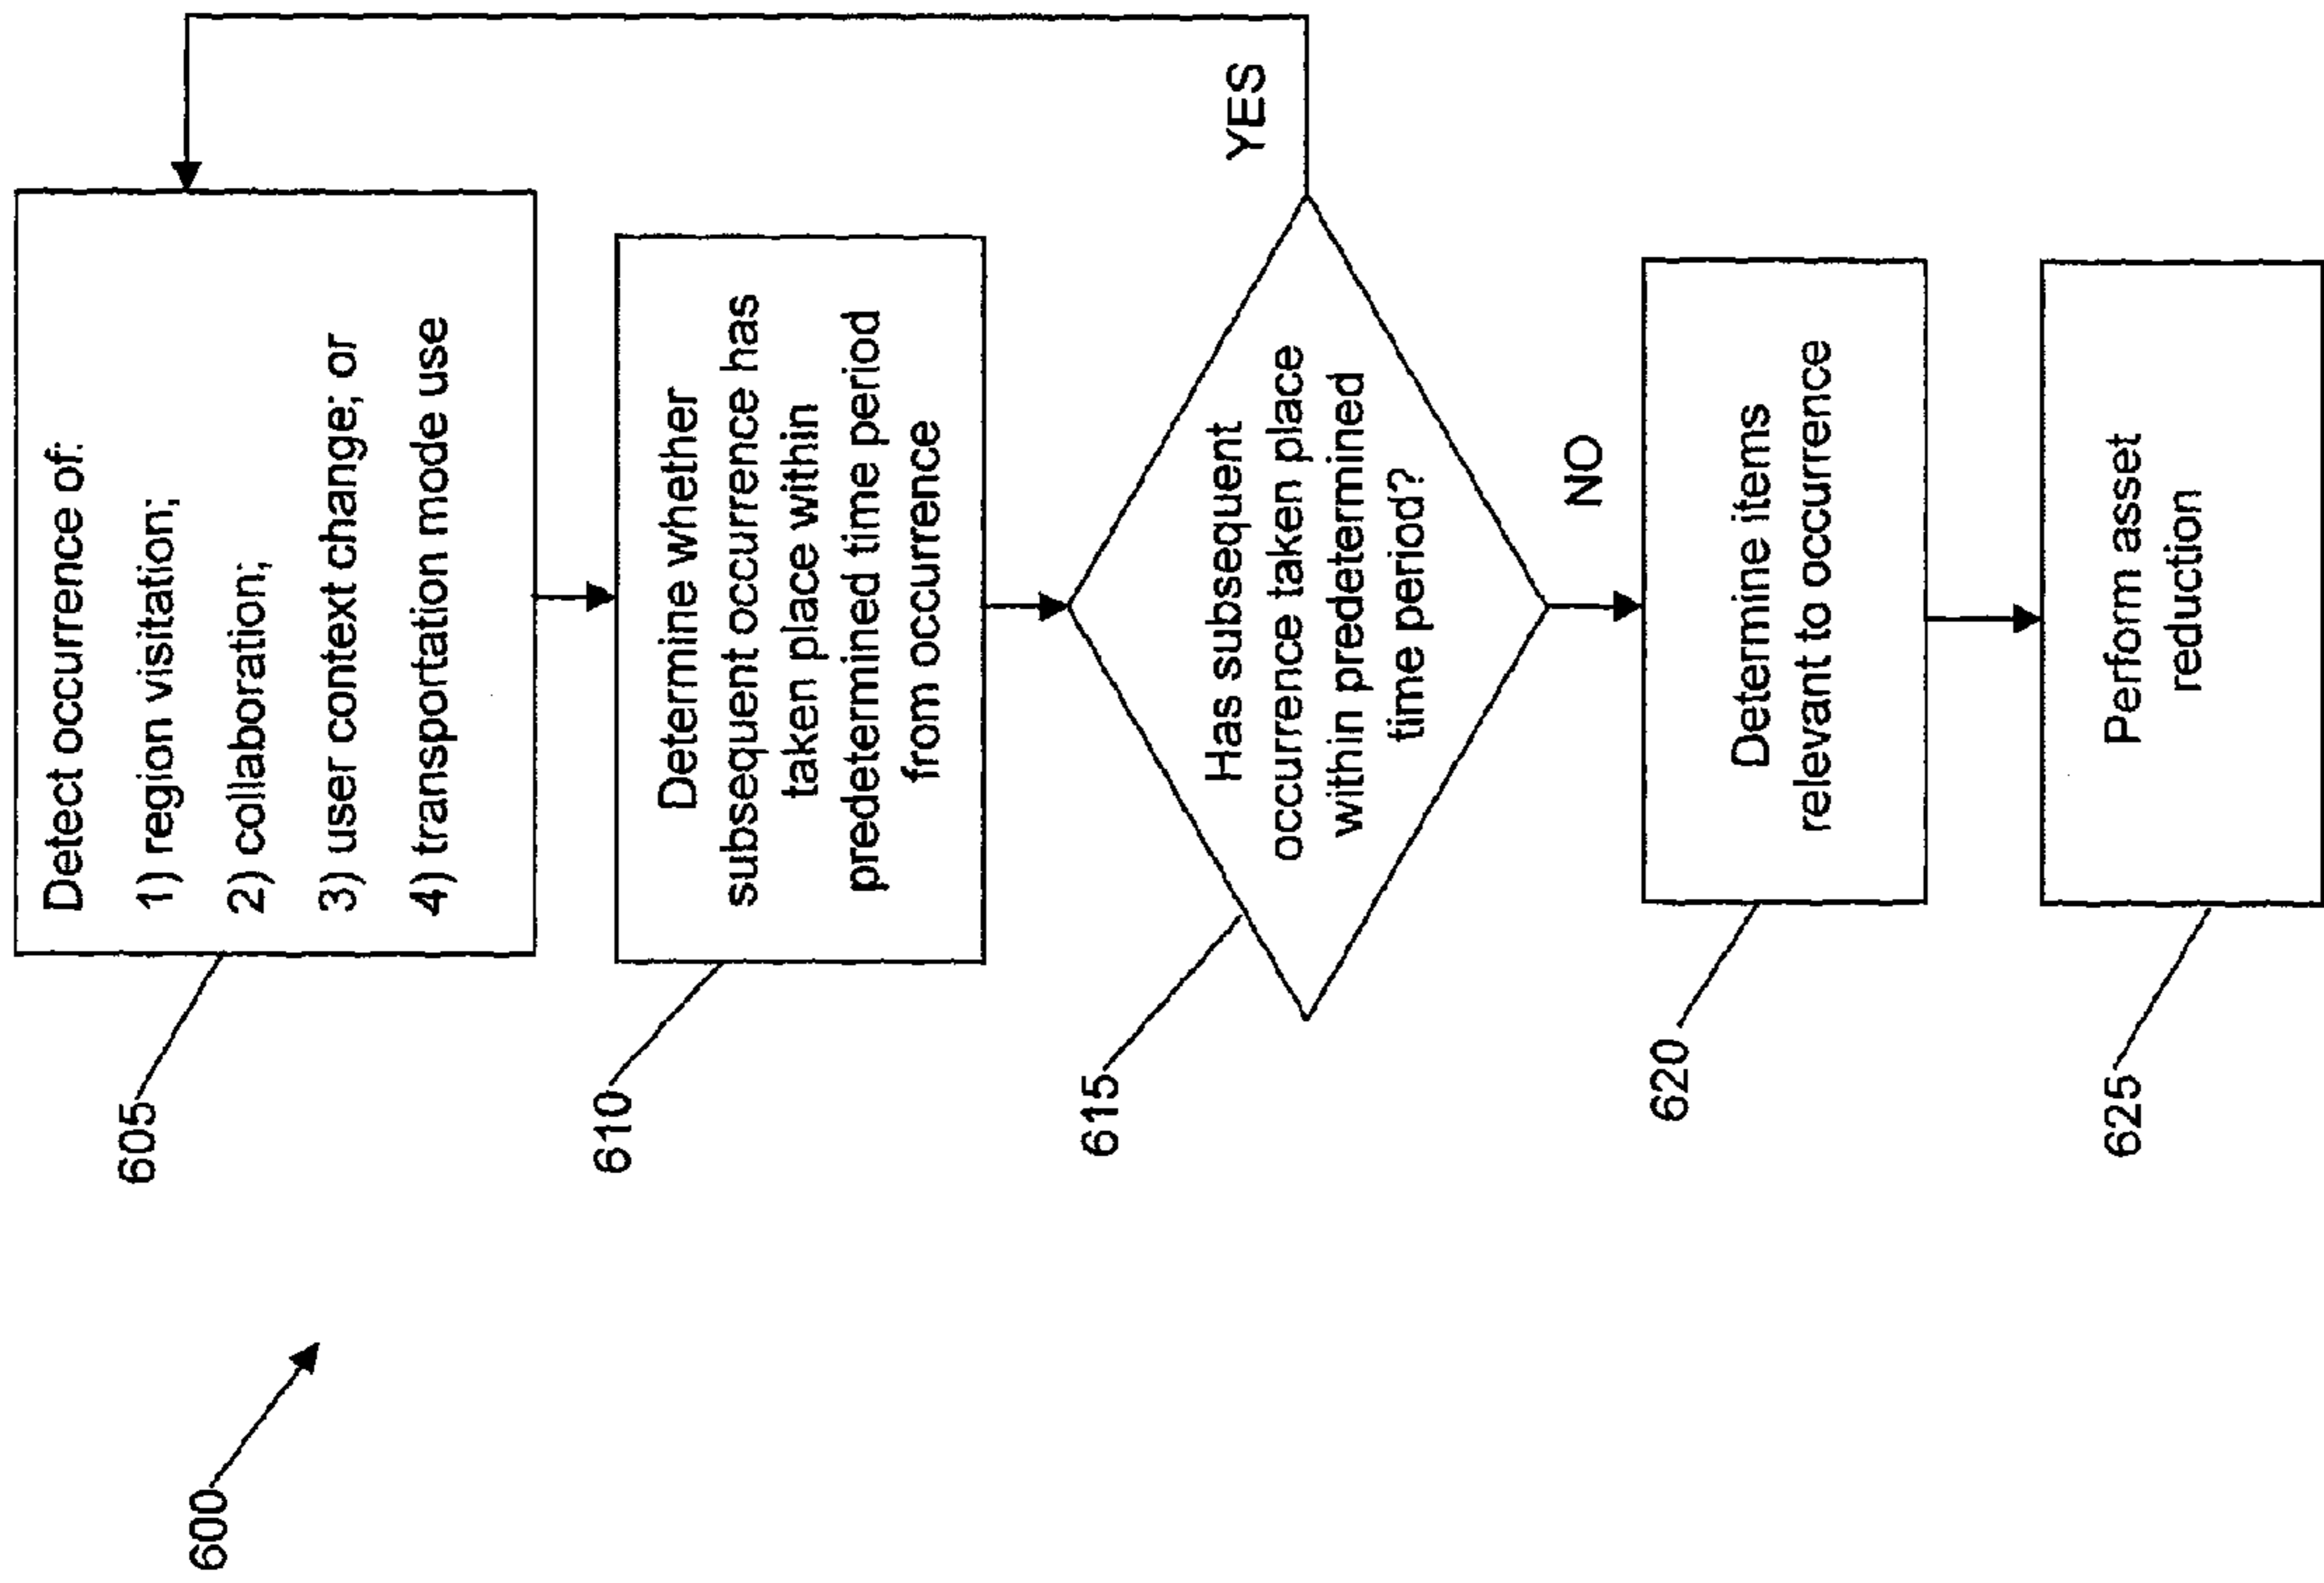 600
605
Detect occurrence of:
1) region visitation;
2) collaboration;
3) user context change; or
4) transportation mode use
610
Determine whether
subsequent occurrence has
taken place within
predetermined time period
from occurrence
615
Has subsequent
occurrence taken place
within predetermined
time period?
YES
NO
620
Determine items
relevant to occurrence
625
Perform asset
reduction